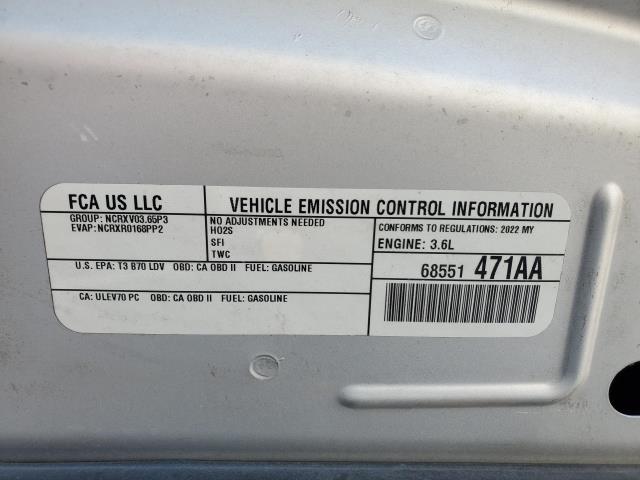 FCA US LLC
GROUP: NCRXV03.65P3
EVAP: NCRXR0168PP2
VEHICLE EMISSION CONTROL INFORMATION
NO ADJUSTMENTS NEEDED
HO2S
SFI
TWC
CONFORMS TO REGULATIONS: 2022 MY
ENGINE: 3.6L
U.S. EPA: T3 B70 LDV OBD: CA OBD II FUEL: GASOLINE
CA: ULEV70 PC OBD: CA OBD II FUEL: GASOLINE
68551 471AA